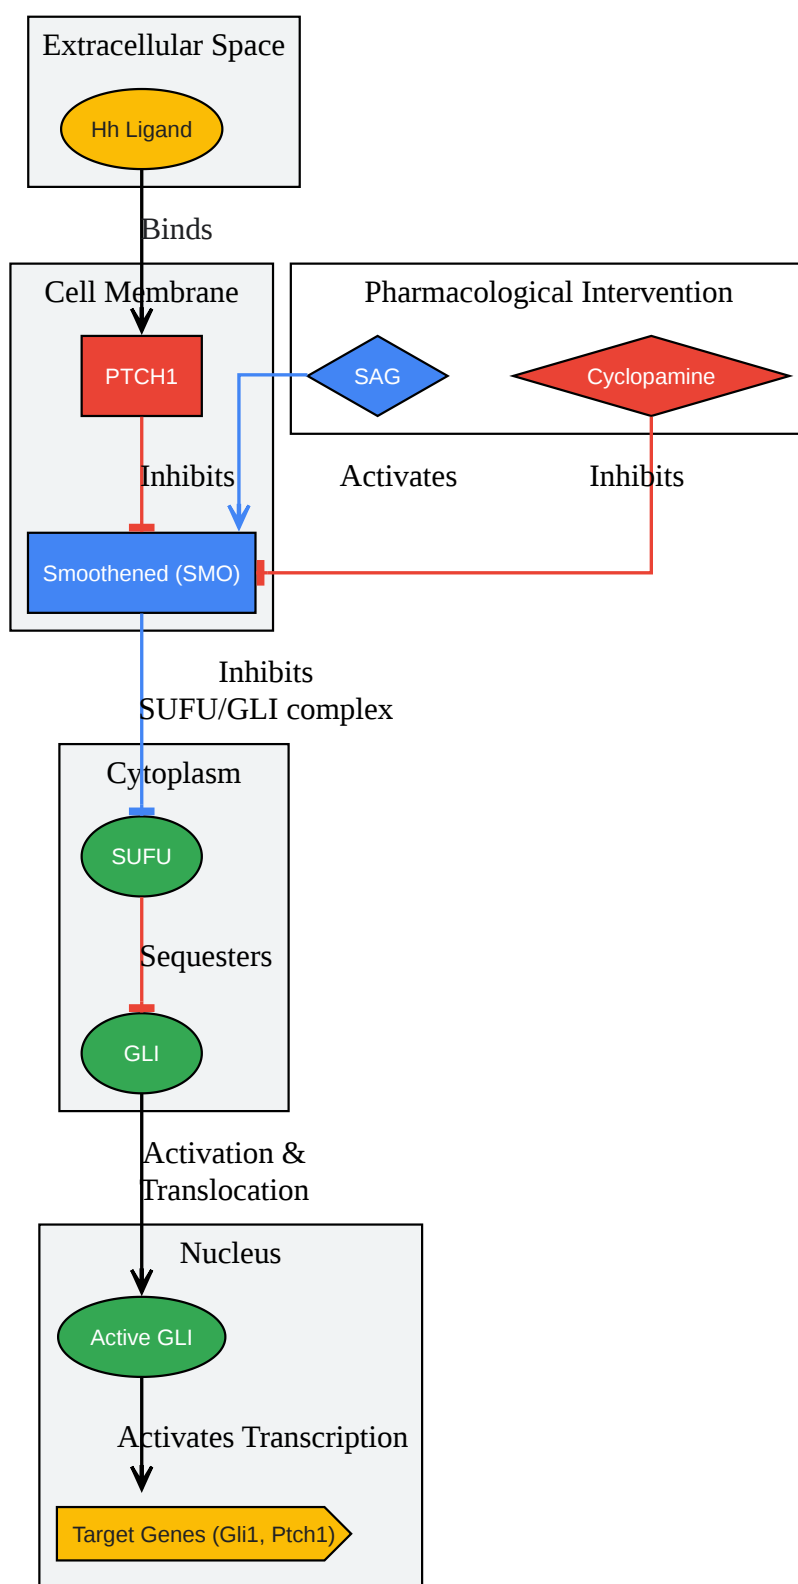 Extracellular Space
Hh Ligand
Binds
Cell Membrane
Pharmacological Intervention
PTCH1
SAG
Cyclopamine
Inhibits
Activates
Inhibits
Smoothened (SMO)
Inhibits
SUFU/GLI complex
Cytoplasm
SUFU
Sequesters
GLI
Activation &
Translocation
Nucleus
Active GLI
Activates Transcription
Target Genes (Gli1, Ptch1)